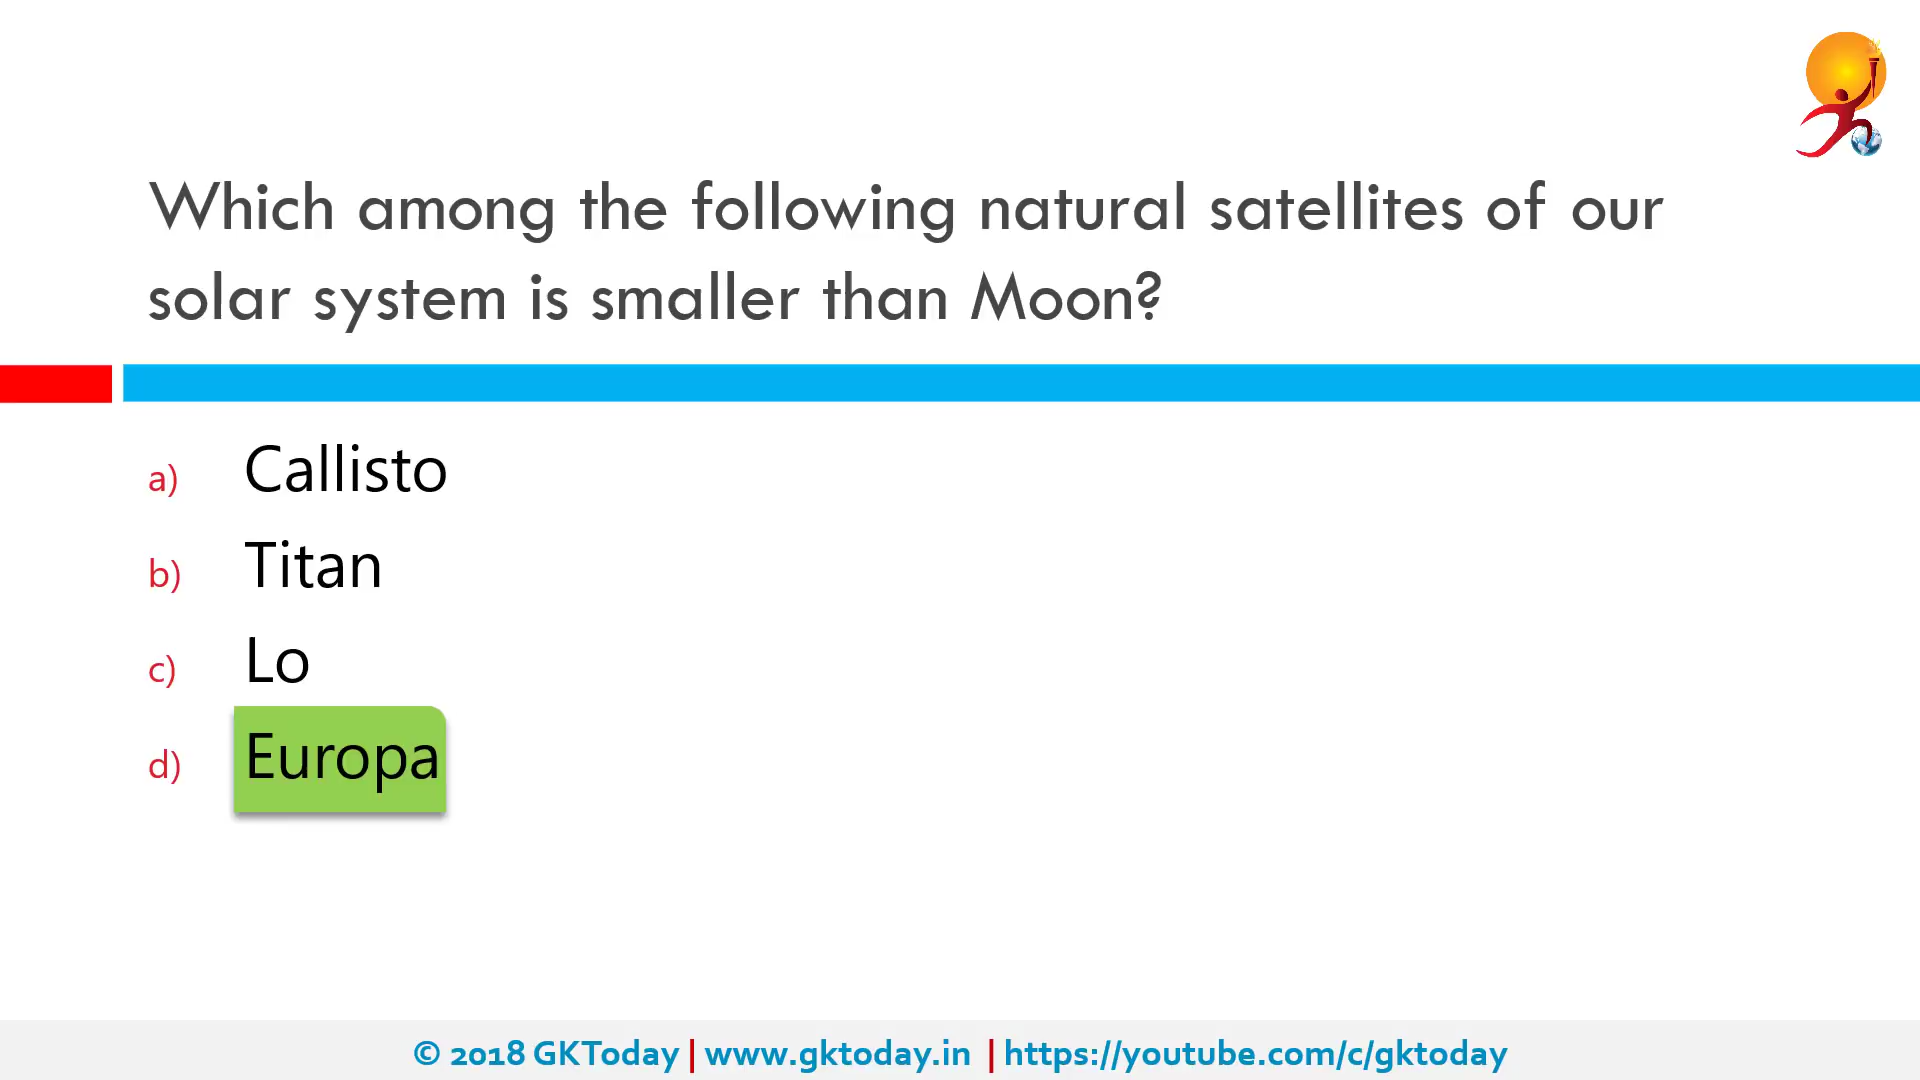 Which among the following natural satellites of our
solar system is smaller than Moon?
a) Callisto
b) Titan
c) Lo
d) Europa
© 2018 GKToday | www.gktoday.in | https://youtube.com/c/gktoday